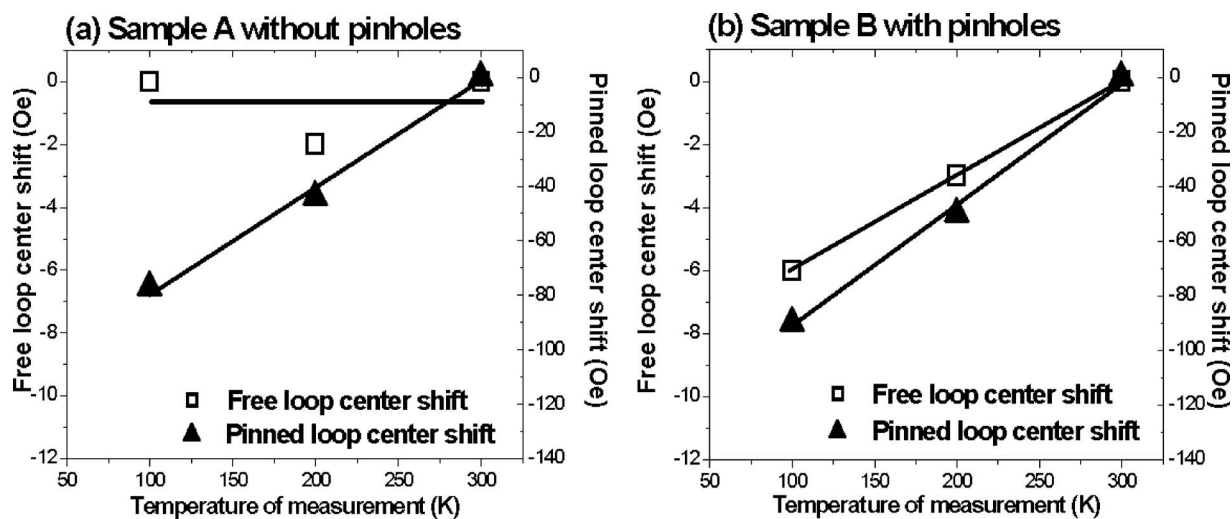 (a) Sample A without pinholes
Free loop center shift (Oe)
0
-2
-4
-6
-8
-10
-12
0
-20
-40
-60
-80
-100
-120
-140
Pinned loop center shift (Oe)
Free loop center shift
Pinned loop center shift
50 100 150 200 250 300
Temperature of measurement (K)
(b) Sample B with pinholes
Free loop center shift (Oe)
0
-2
-4
-6
-8
-10
-12
0
-20
-40
-60
-80
-100
-120
-140
Pinned loop center shift (Oe)
Free loop center shift
Pinned loop center shift
50 100 150 200 250 300
Temperature of measurement (K)